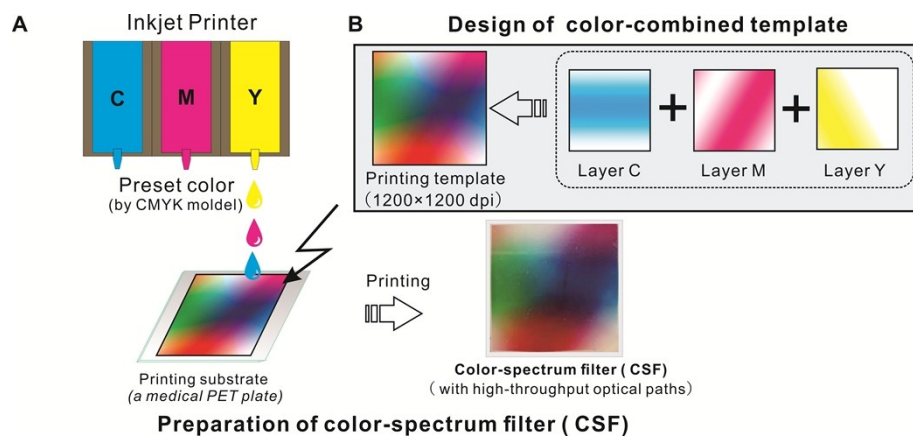 A
Inkjet Printer
C M Y
Preset color
(by CMYK moldel)
B
Design of color-combined template
Printing template
(1200×1200 dpi)
+ +
Layer C
Layer M
Layer Y
Printing
Printing substrate
(a medical PET plate)
Color-spectrum filter ( CSF)
( with high-throughput optical paths)
Preparation of color-spectrum filter ( CSF)